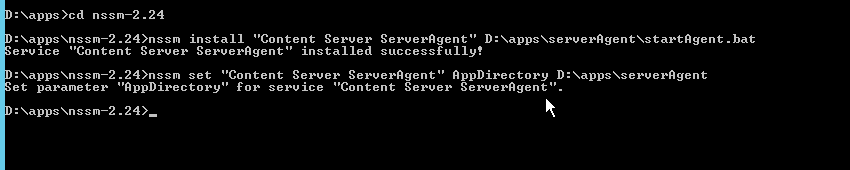 D:\apps>cd nssm-2.24
D:\apps\nssm-2.24>nssm install "Content Server ServerAgent" D:\apps\serverAgent\startAgent.bat
Service "Content Server ServerAgent" installed successfully!
D:\apps\nssm-2.24>nssm set "Content Server ServerAgent" AppDirectory D:\apps\serverAgent
Set parameter "AppDirectory" for service "Content Server ServerAgent".
D:\apps\nssm-2.24>_